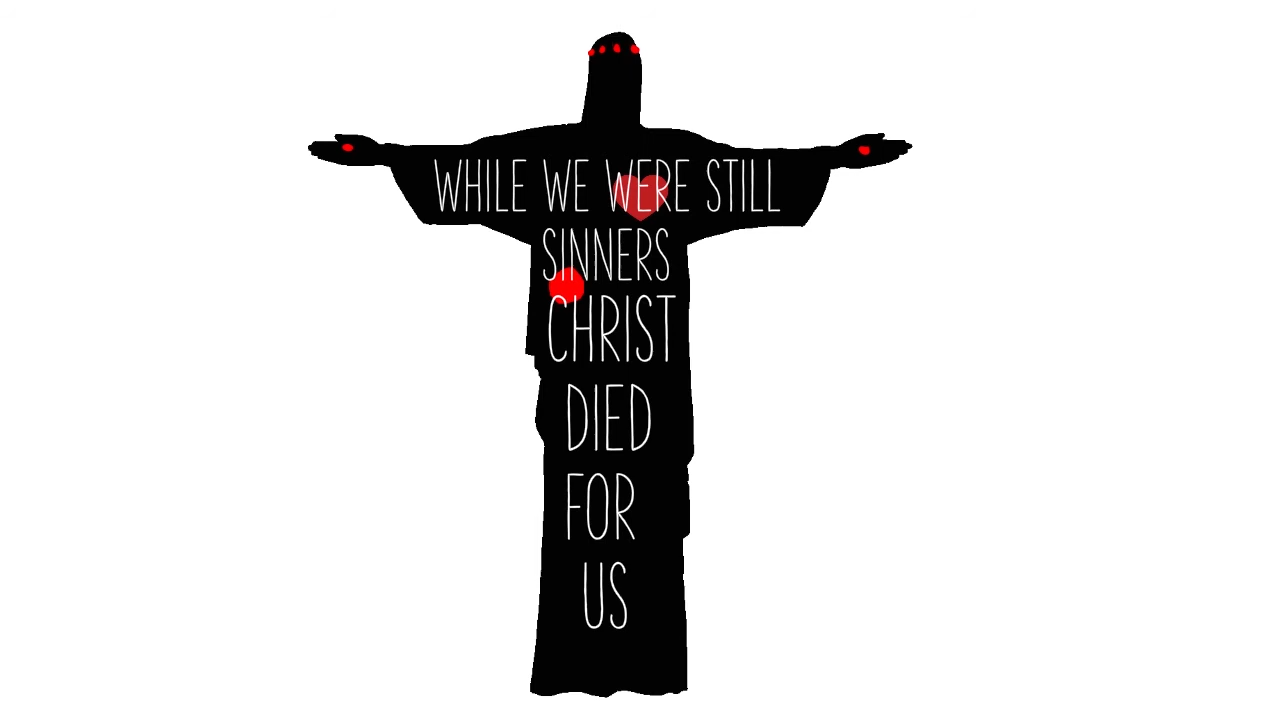 WHILE WE WERE STILL
SINNERS
CHRIST
DIED
FOR
US